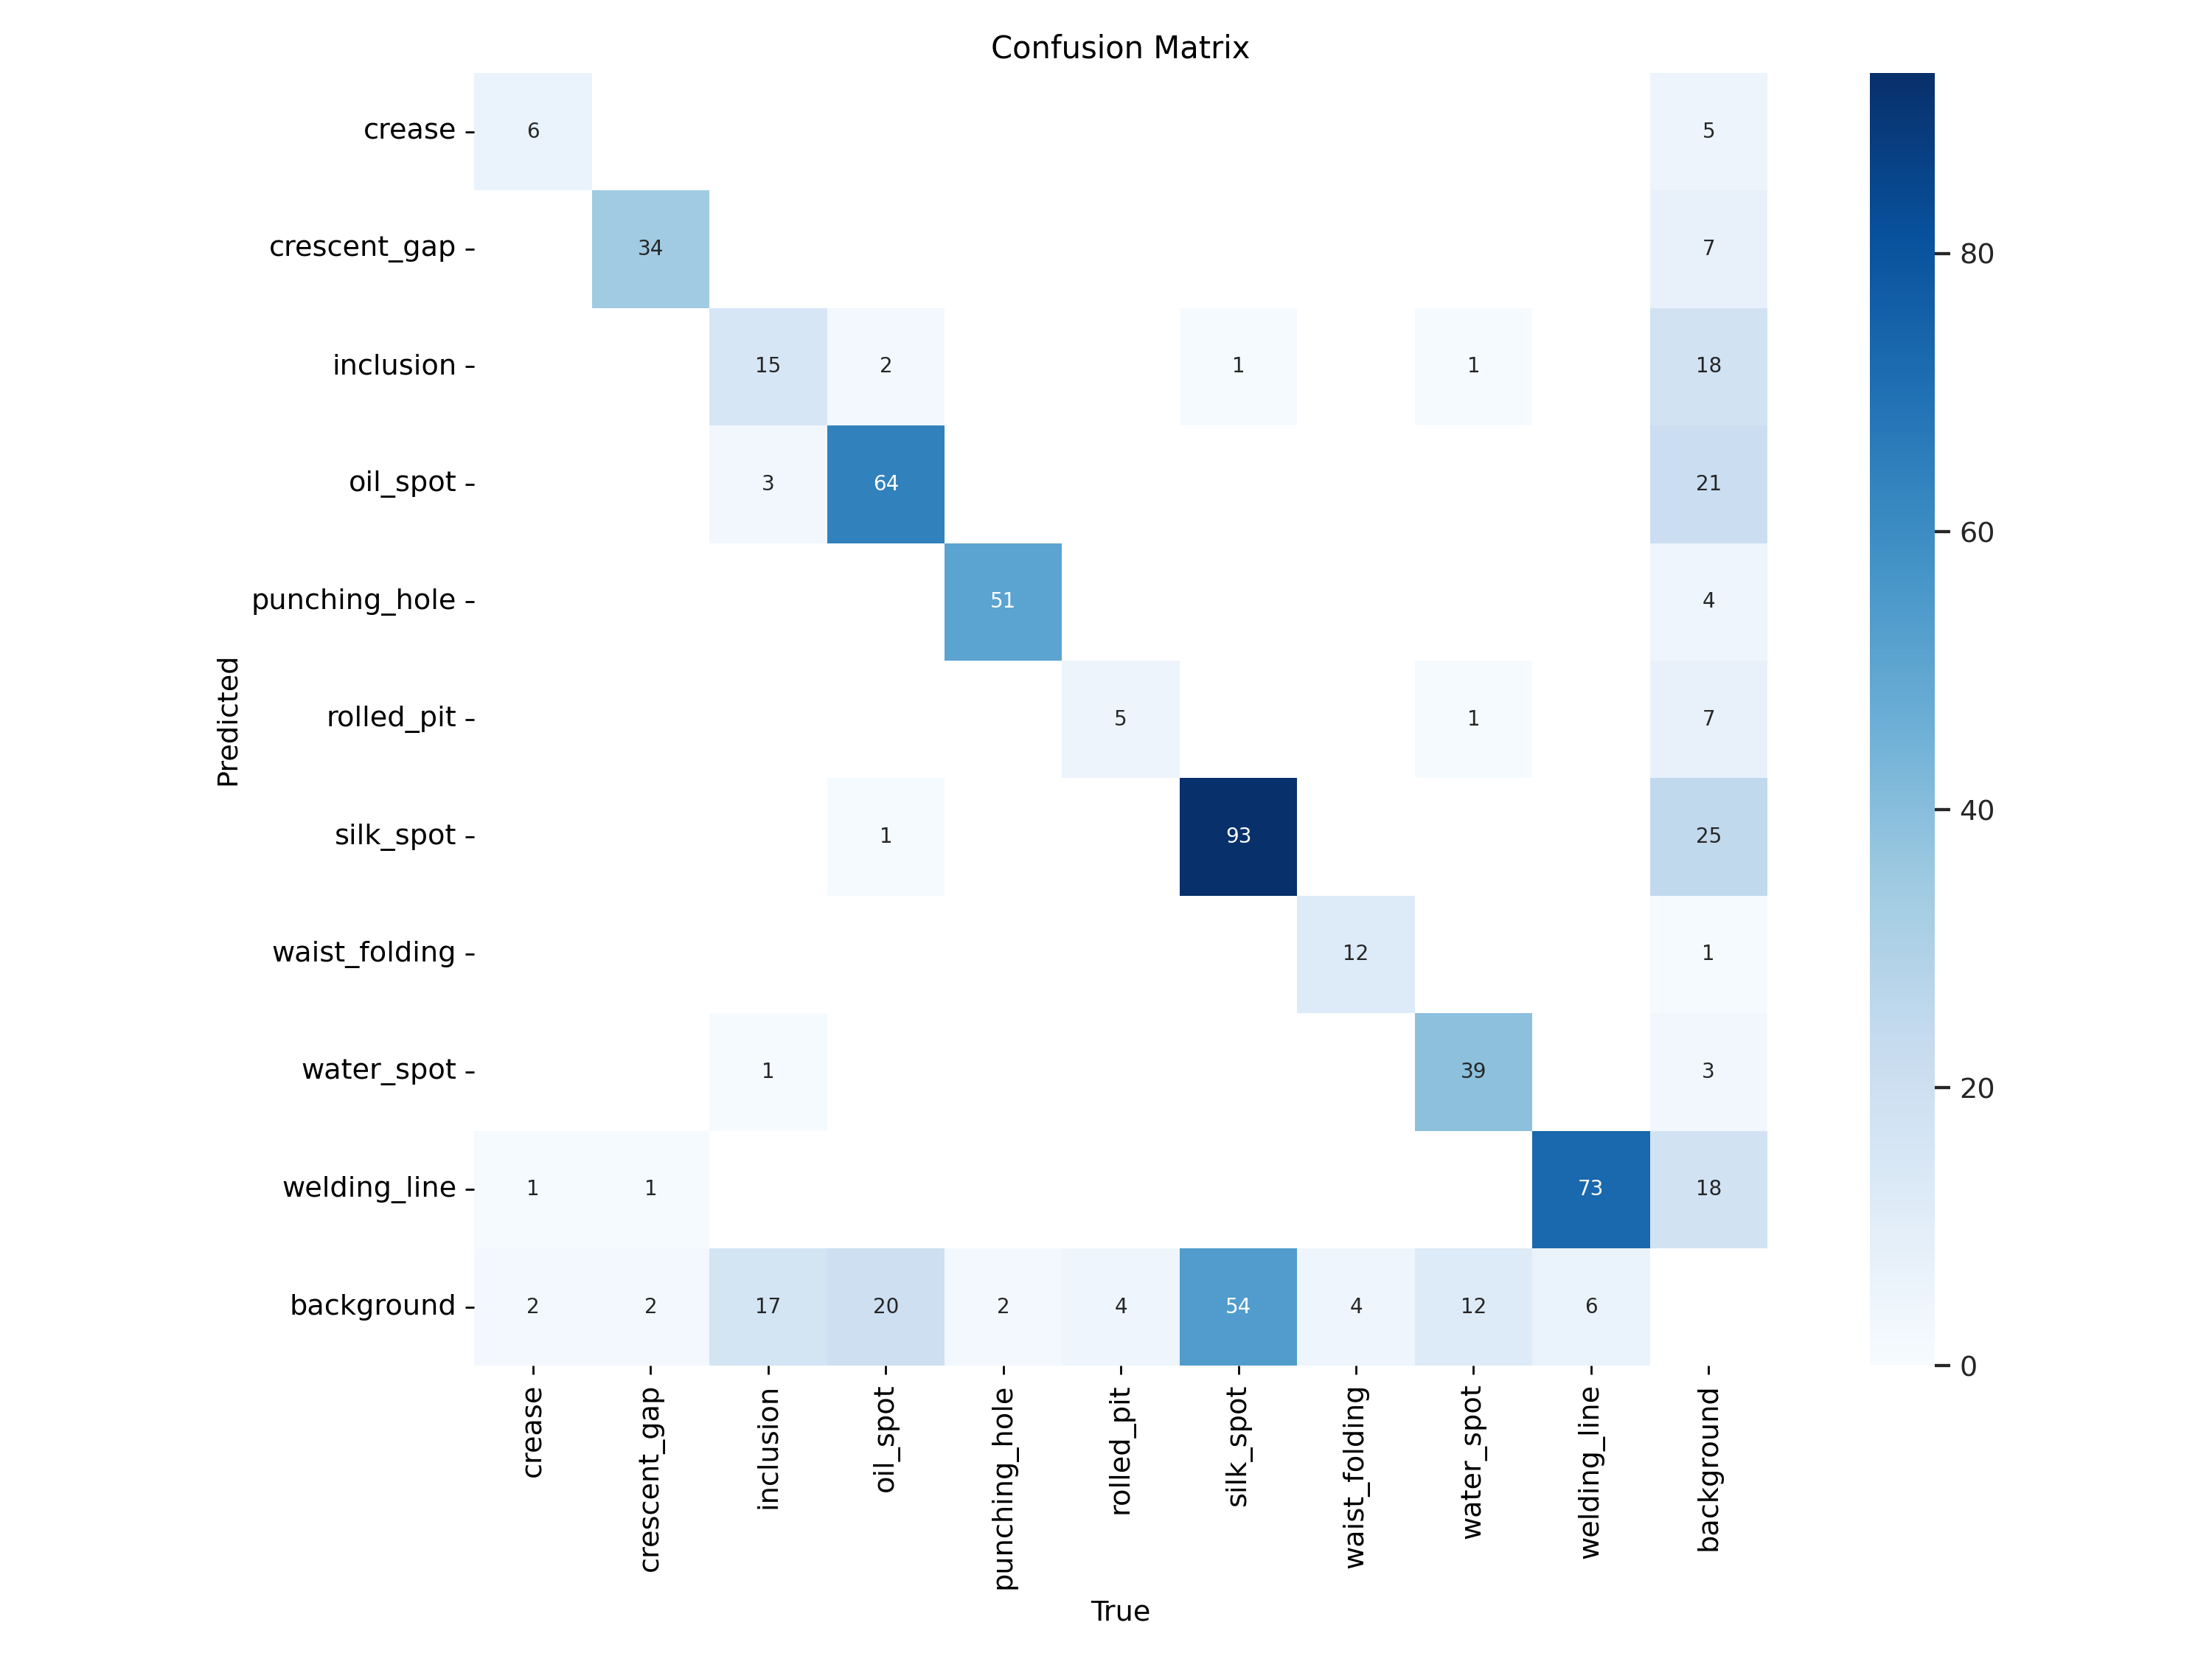 Confusion Matrix
crease 6 5
crescent_gap 34 7
inclusion 15 2 1 1 18
oil_spot 3 64 21
punching_hole 51 4
rolled_pit 5 1 7
silk_spot 1 93 25
waist_folding 12 1
water_spot 1 39 3
welding_line 1 1 73 18
background 2 2 17 20 2 4 54 4 12 6
Predicted
crease crescent_gap inclusion oil_spot punching_hole rolled_pit silk_spot waist_folding water_spot welding_line background
True
80
60
40
20
0